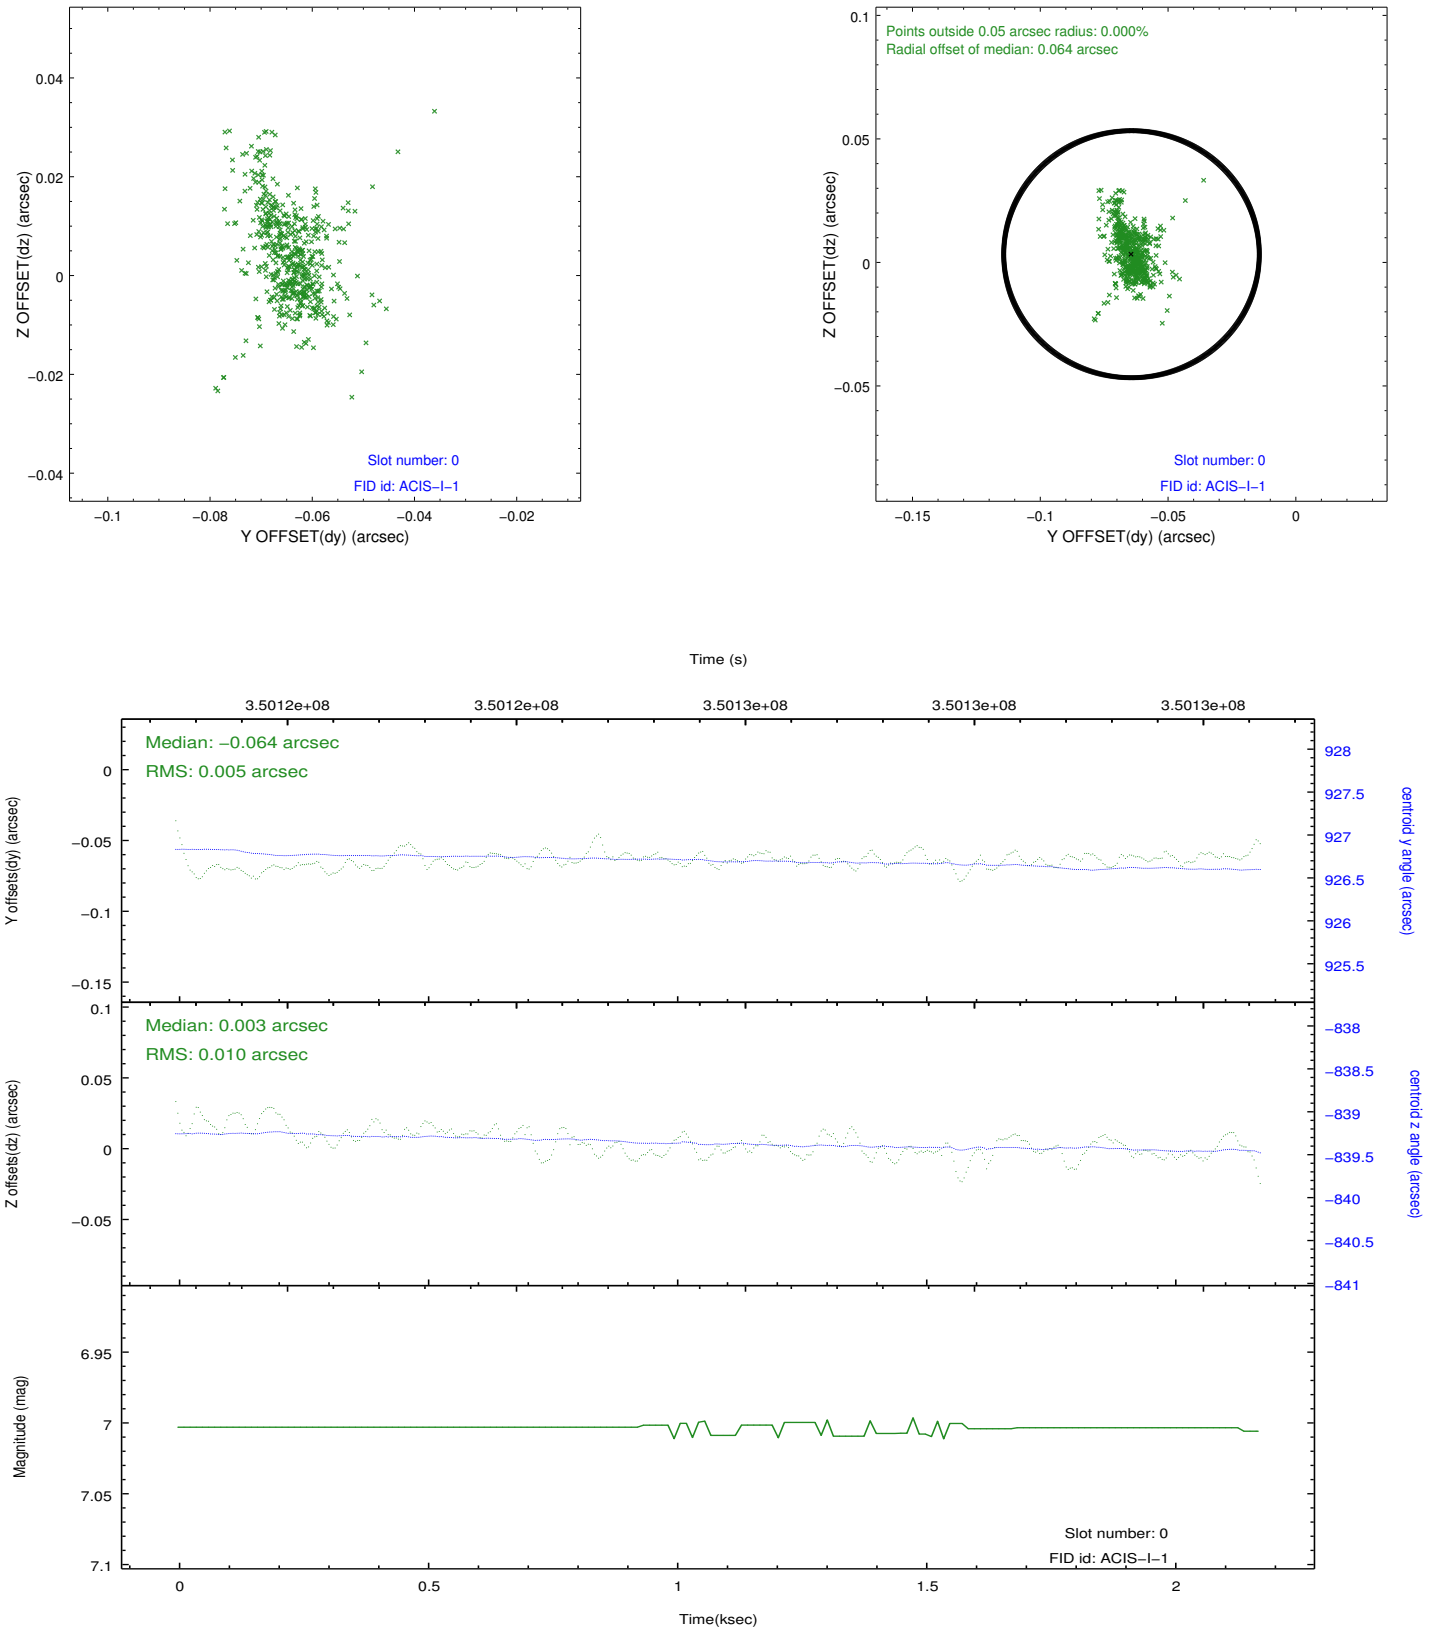 0.04
0.02
0
−0.02
−0.04
Z OFFSET(dz) (arcsec)
Slot number: 0
FID id: ACIS−I−1
−0.1
−0.08
−0.06
−0.04
−0.02
Y OFFSET(dy) (arcsec)
Points outside 0.05 arcsec radius: 0.000%
Radial offset of median: 0.064 arcsec
0.1
0.05
0
−0.05
Z OFFSET(dz) (arcsec)
Slot number: 0
FID id: ACIS−I−1
−0.15
−0.1
−0.05
0
Y OFFSET(dy) (arcsec)
Time (s)
3.5012e+08
3.5012e+08
3.5013e+08
3.5013e+08
3.5013e+08
Median: −0.064 arcsec
RMS: 0.005 arcsec
0
−0.05
−0.1
−0.15
Y offsets(dy) (arcsec)
928
927.5
927
926.5
926
925.5
centroid y angle (arcsec)
Median: 0.003 arcsec
RMS: 0.010 arcsec
0.1
0.05
0
−0.05
Z offsets(dz) (arcsec)
−838
−838.5
−839
−839.5
−840
−840.5
−841
centroid z angle (arcsec)
6.95
7
7.05
7.1
Magnitude (mag)
Slot number: 0
FID id: ACIS−I−1
0
0.5
1
1.5
2
Time(ksec)